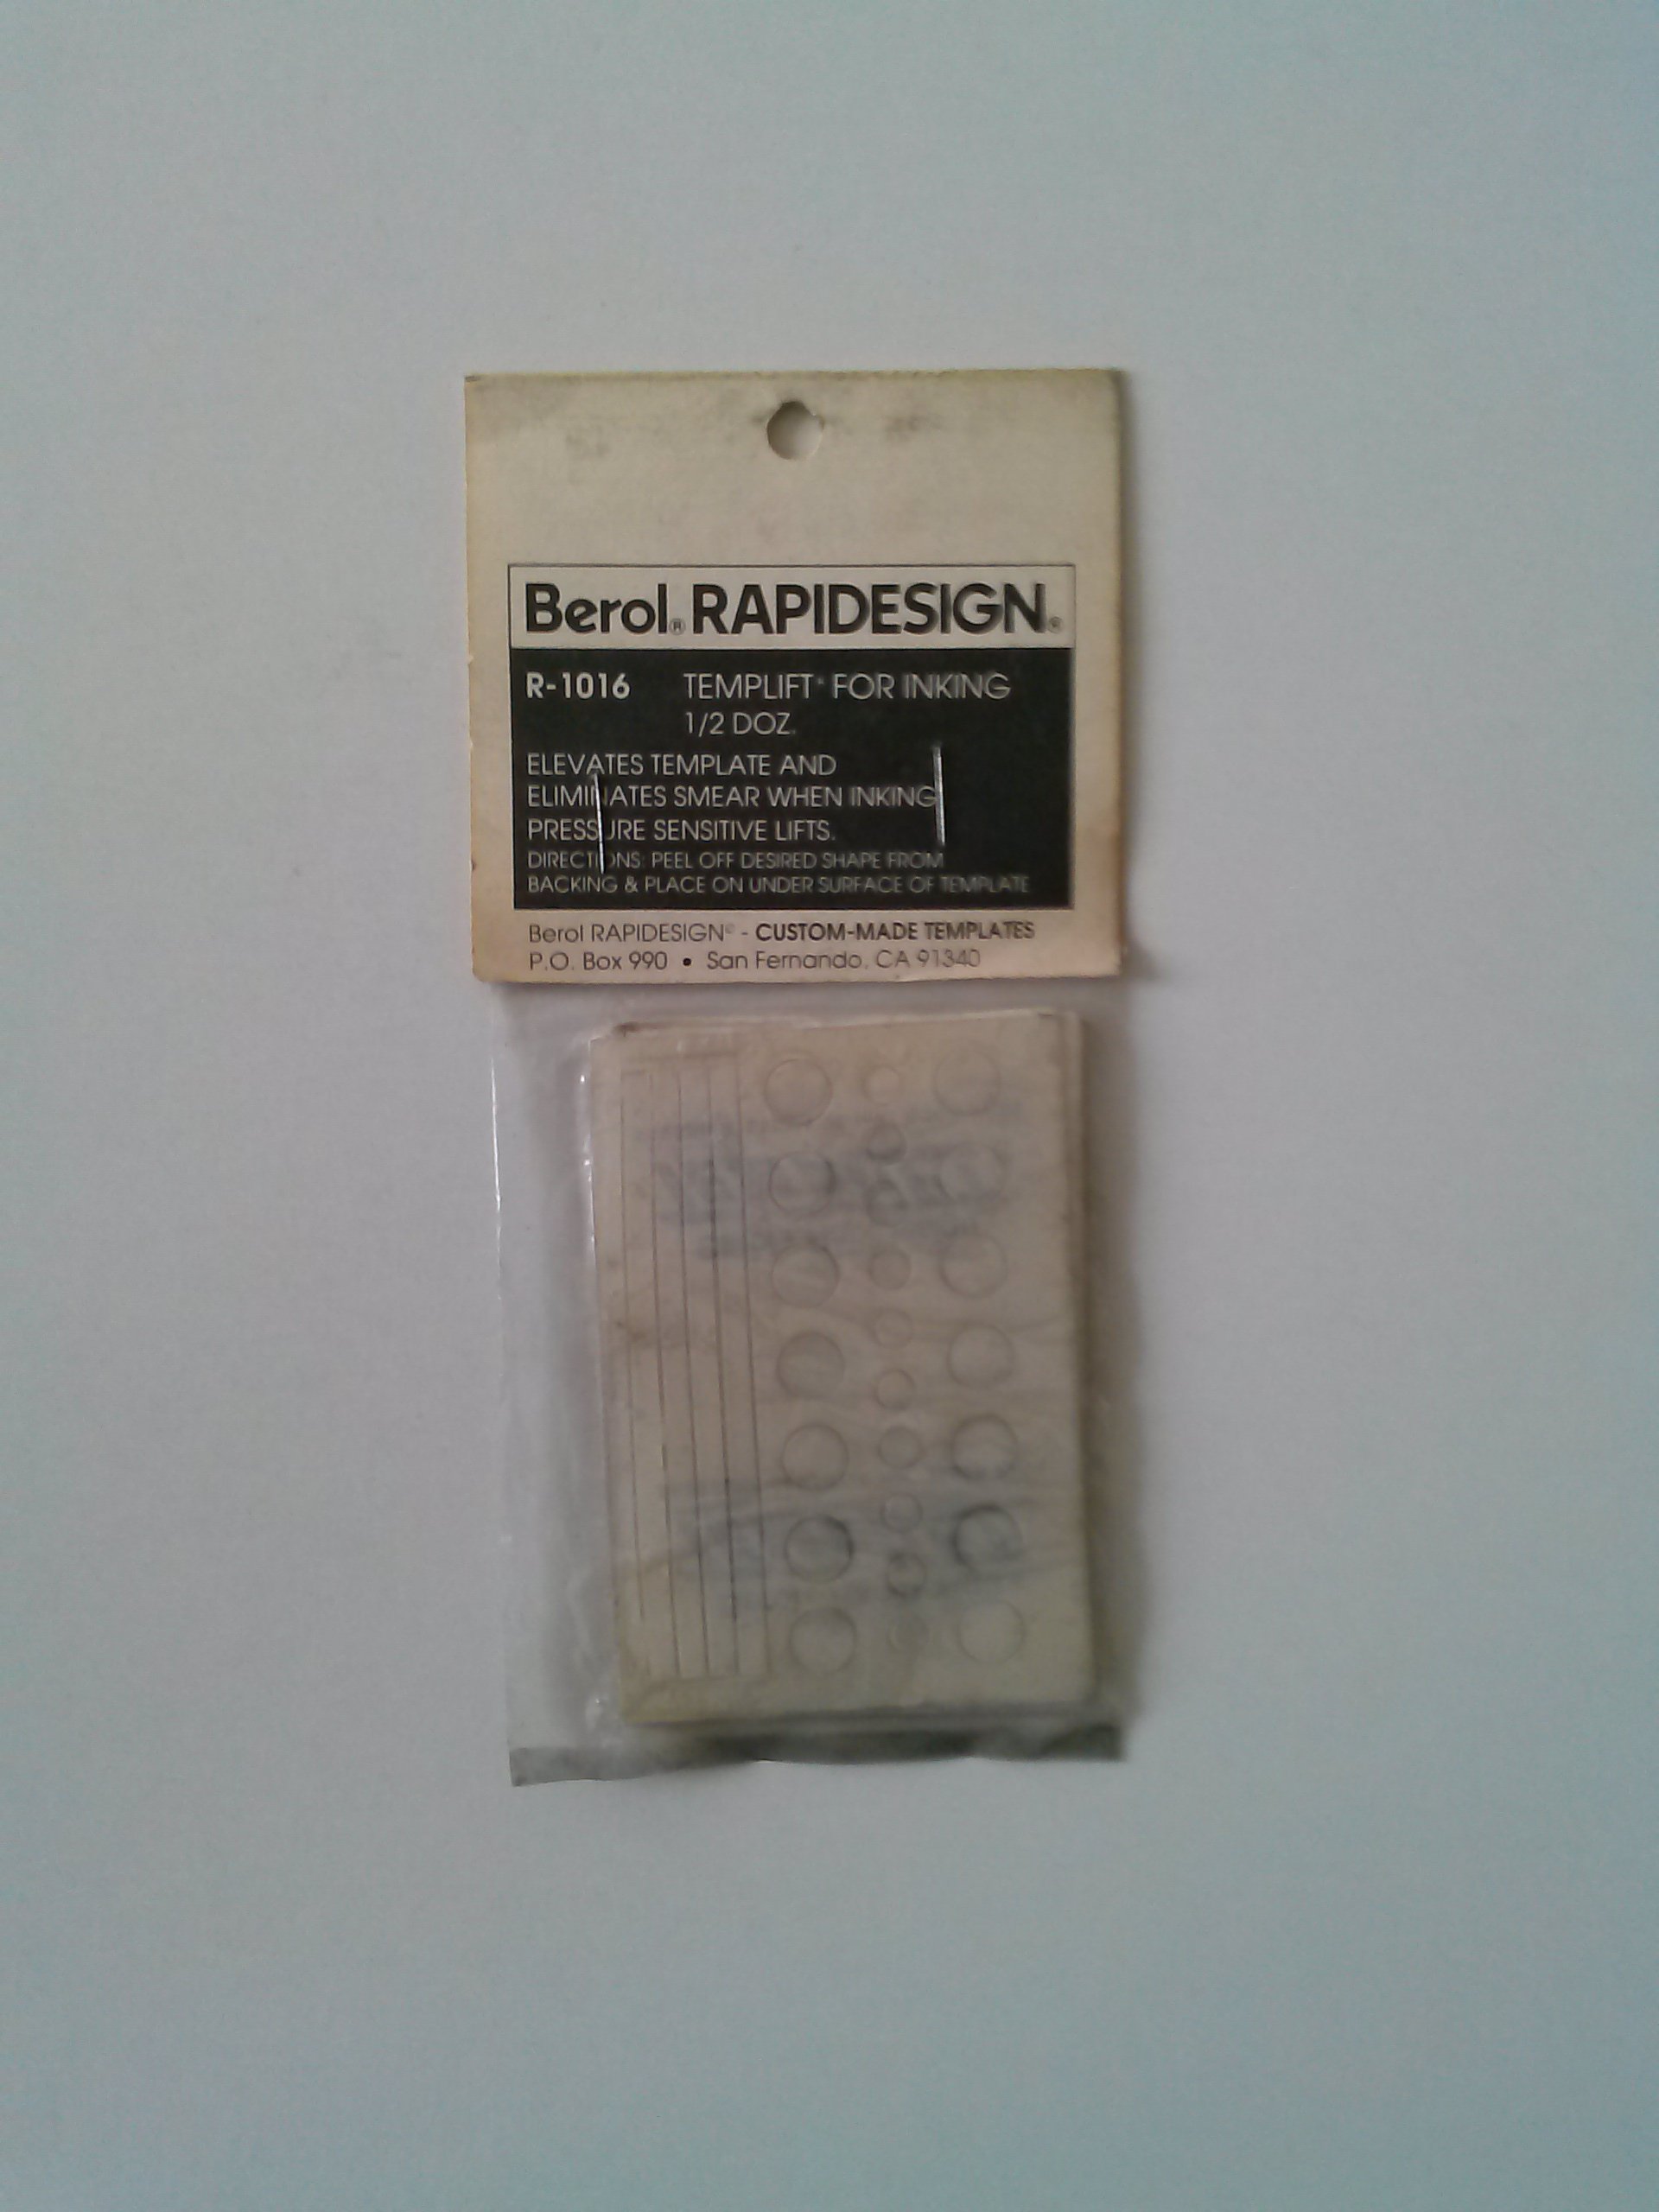 Berol® RAPIDESIGN®
R-1016 TEMPLIFT® FOR INKING
1/2 DOZ.
ELEVATES TEMPLATE AND
ELIMINATES SMEAR WHEN INKING
PRESSURE SENSITIVE LIFTS.
DIRECTIONS: PEEL OFF DESIRED SHAPE FROM
BACKING & PLACE ON UNDER SURFACE OF TEMPLATE
Berol RAPIDESIGN® - CUSTOM-MADE TEMPLATES
P.O. Box 990 • San Fernando, CA 91340